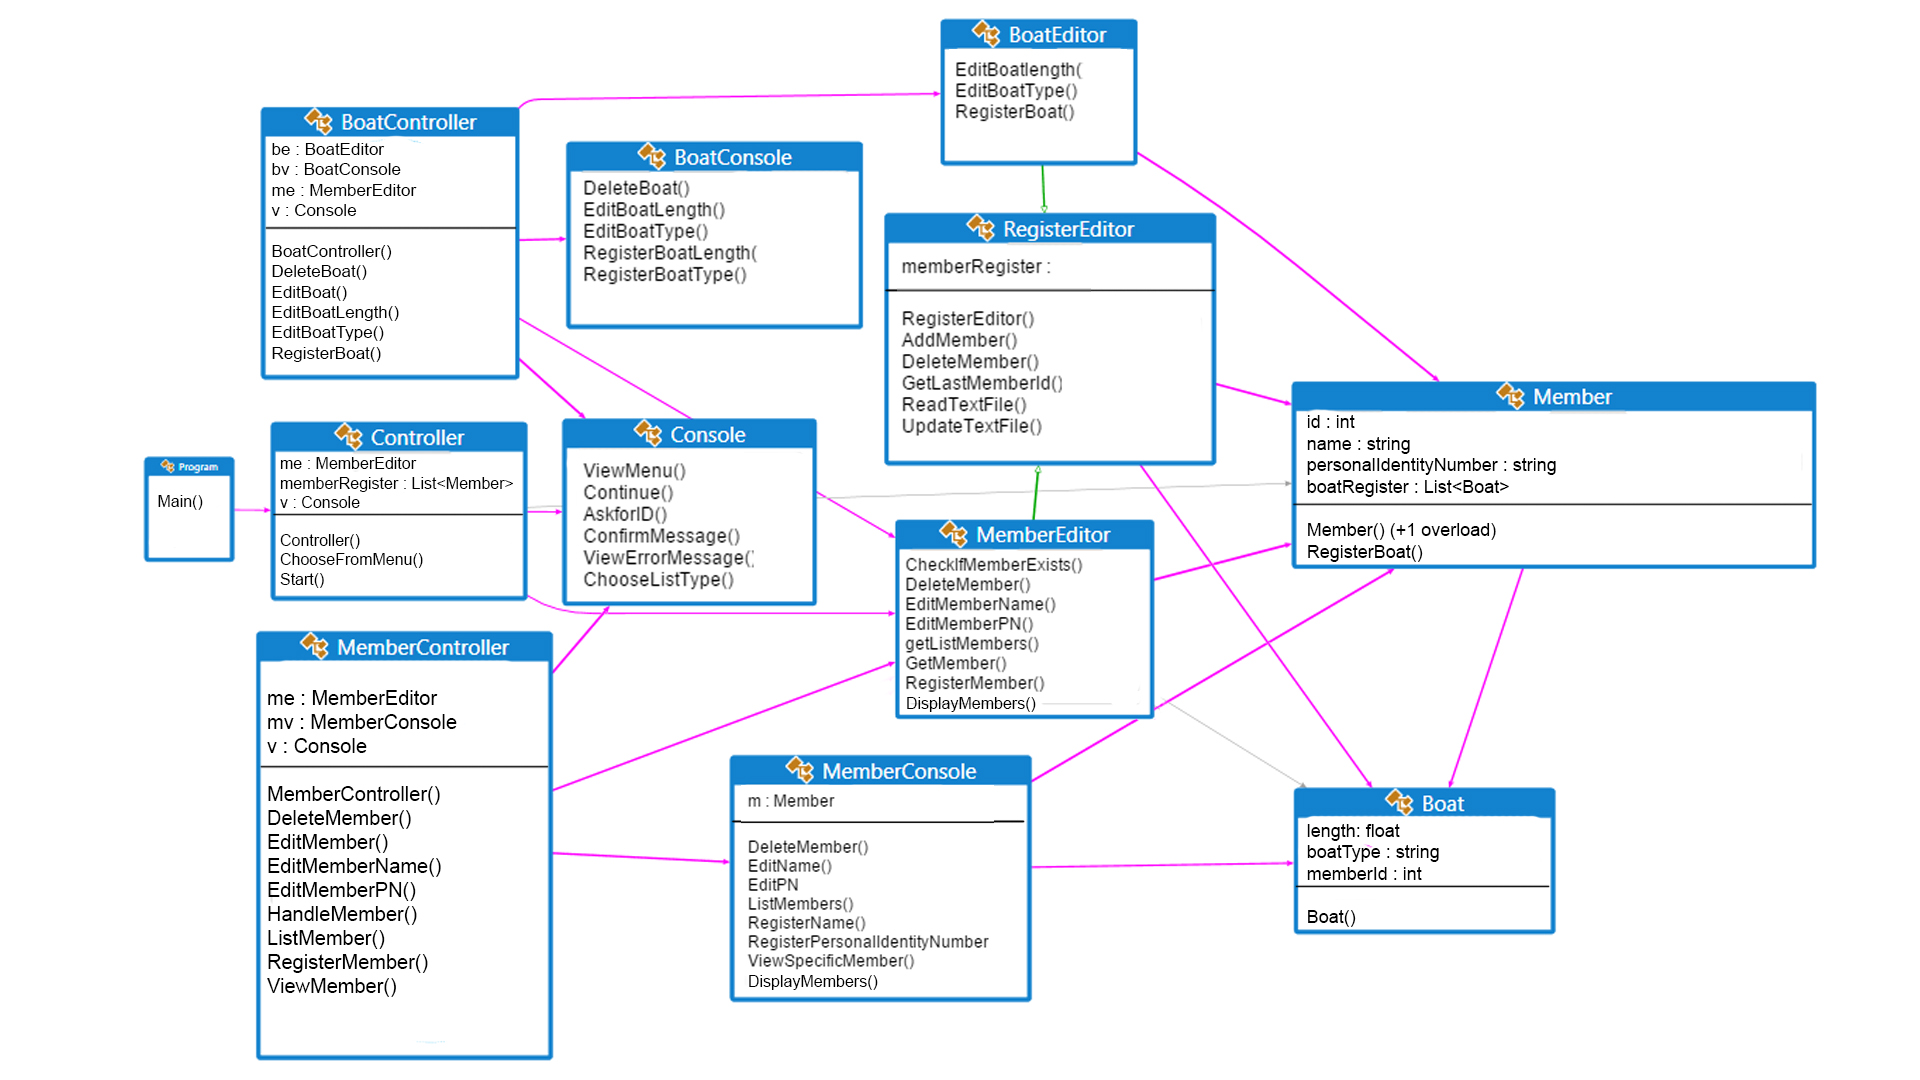 BoatEditor
EditBoatlength(
EditBoatType()
RegisterBoat()
BoatController
be : BoatEditor
bv : BoatConsole
me : MemberEditor
v : Console
BoatController()
DeleteBoat()
EditBoat()
EditBoatLength()
EditBoatType()
RegisterBoat()
BoatConsole
DeleteBoat()
EditBoatLength()
EditBoatType()
RegisterBoatLength(
RegisterBoatType()
RegisterEditor
memberRegister :
RegisterEditor()
AddMember()
DeleteMember()
GetLastMemberId()
ReadTextFile()
UpdateTextFile()
Member
id : int
name : string
personalIdentityNumber : string
boatRegister : List<Boat>
Member() (+1 overload)
RegisterBoat()
Program
Main()
Controller
me : MemberEditor
memberRegister : List<Member>
v : Console
Controller()
ChooseFromMenu()
Start()
Console
ViewMenu()
Continue()
AskforID()
ConfirmMessage()
ViewErrorMessage()
ChooseListType()
MemberEditor
CheckIfMemberExists()
DeleteMember()
EditMemberName()
EditMemberPN()
getListMembers()
GetMember()
RegisterMember()
DisplayMembers()
MemberController
me : MemberEditor
mv : MemberConsole
v : Console
MemberController()
DeleteMember()
EditMember()
EditMemberName()
EditMemberPN()
HandleMember()
ListMember()
RegisterMember()
ViewMember()
MemberConsole
m : Member
DeleteMember()
EditName()
EditPN
ListMembers()
RegisterName()
RegisterPersonalIdentityNumber
ViewSpecificMember()
DisplayMembers()
Boat
length: float
boatType : string
memberId : int
Boat()